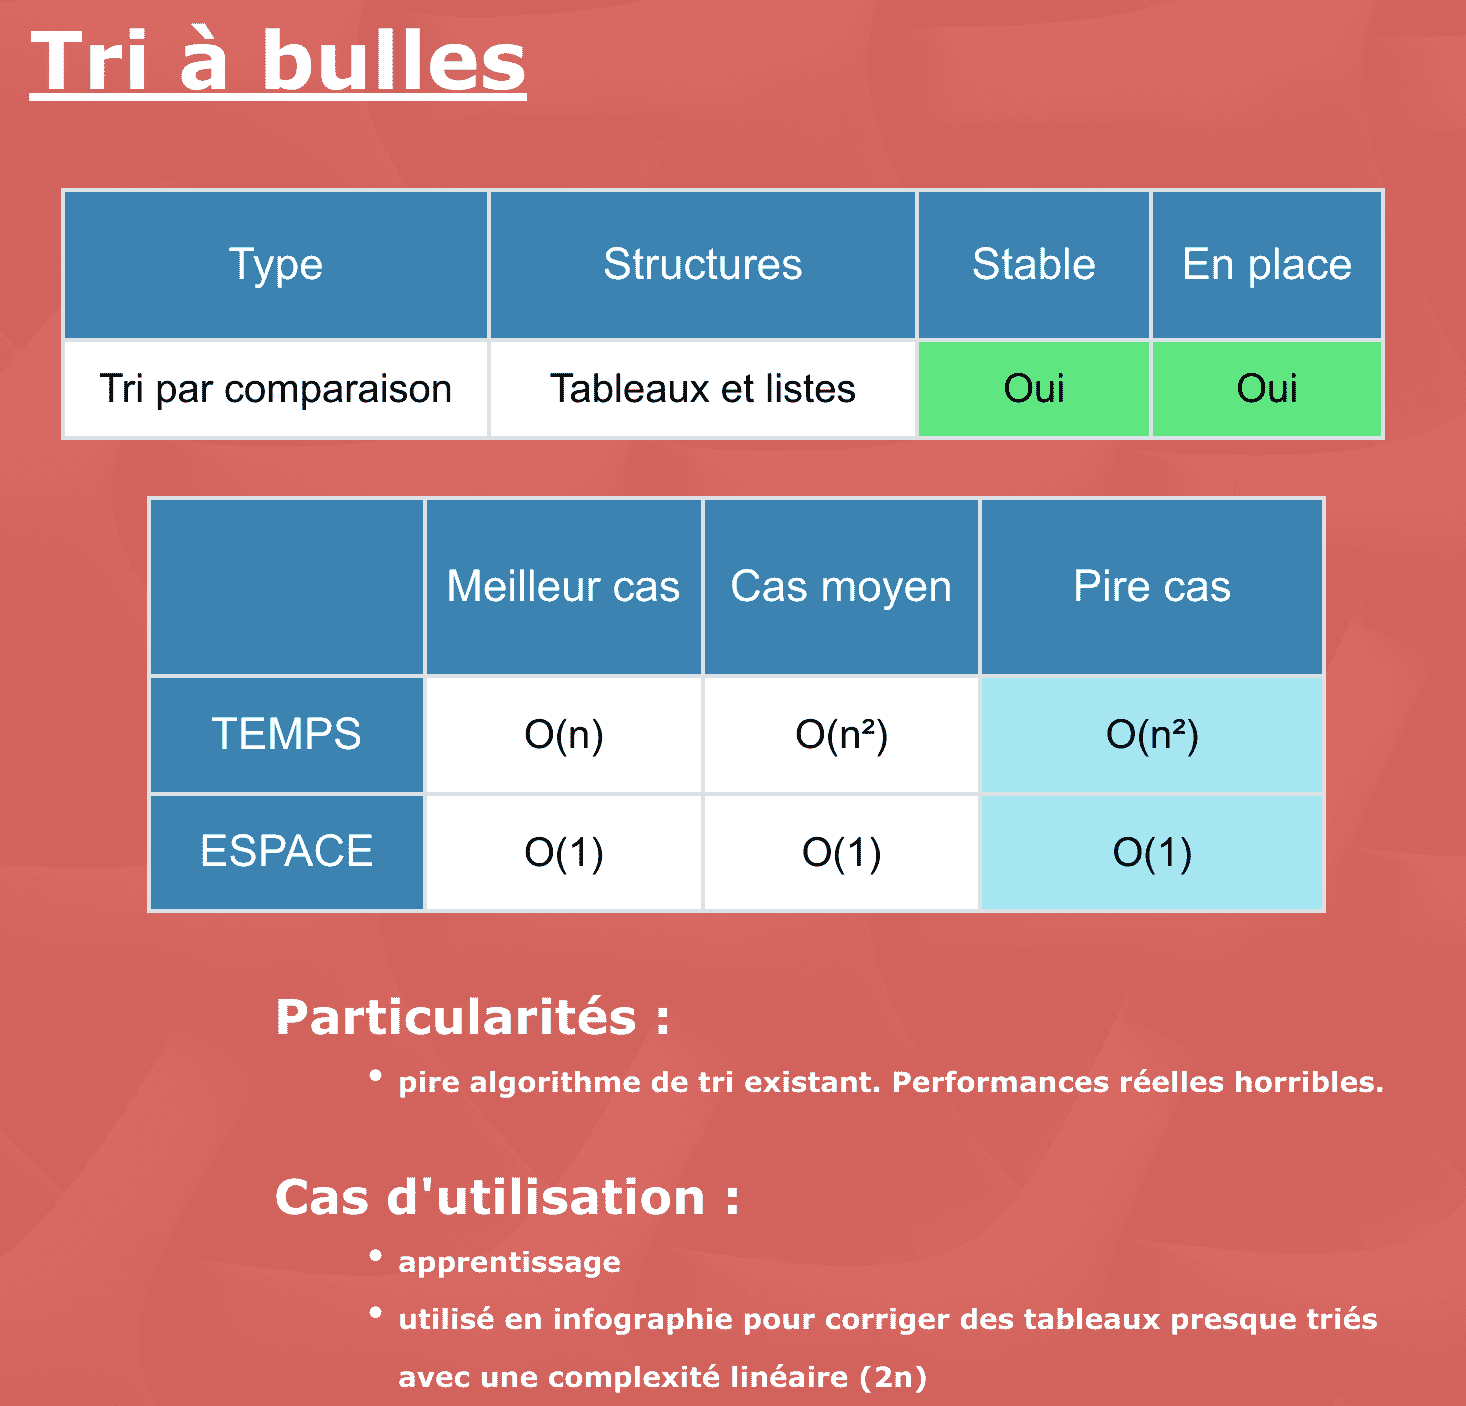 Tri à bulles
Type Structures Stable En place
Tri par comparaison Tableaux et listes Oui Oui
Meilleur cas Cas moyen Pire cas
TEMPS O(n) O(n²) O(n²)
ESPACE O(1) O(1) O(1)
Particularités :
• pire algorithme de tri existant. Performances réelles horribles.
Cas d'utilisation :
• apprentissage
• utilisé en infographie pour corriger des tableaux presque triés
avec une complexité linéaire (2n)